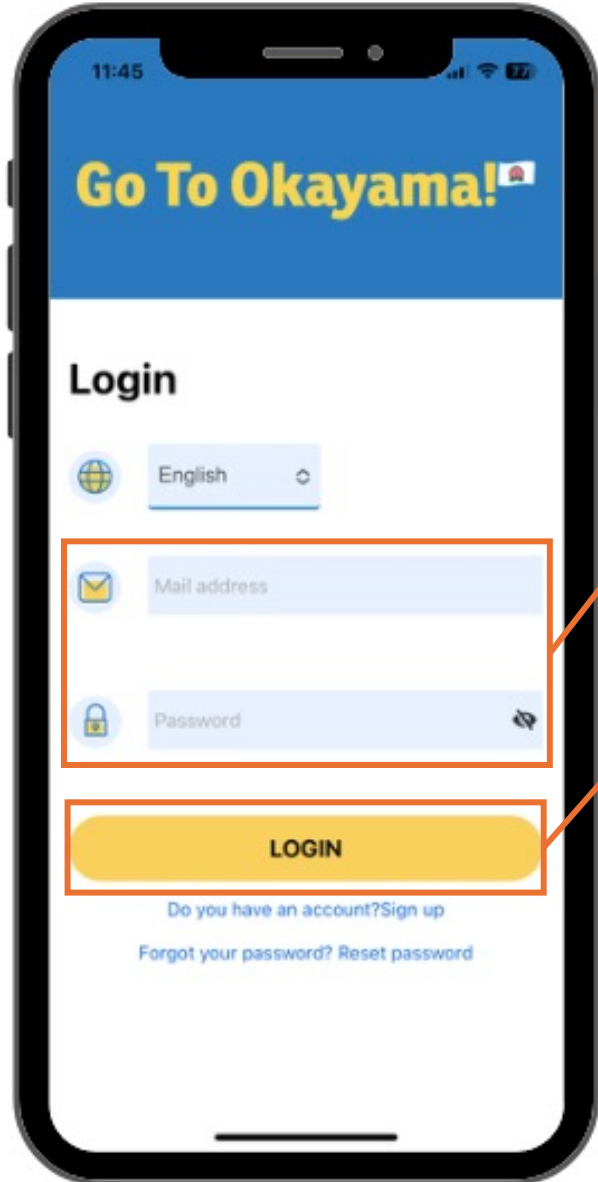 11:45
77
Go To Okayama!
Login
English
Mail address
Password
LOGIN
Do you have an account?Sign up
Forgot your password? Reset password